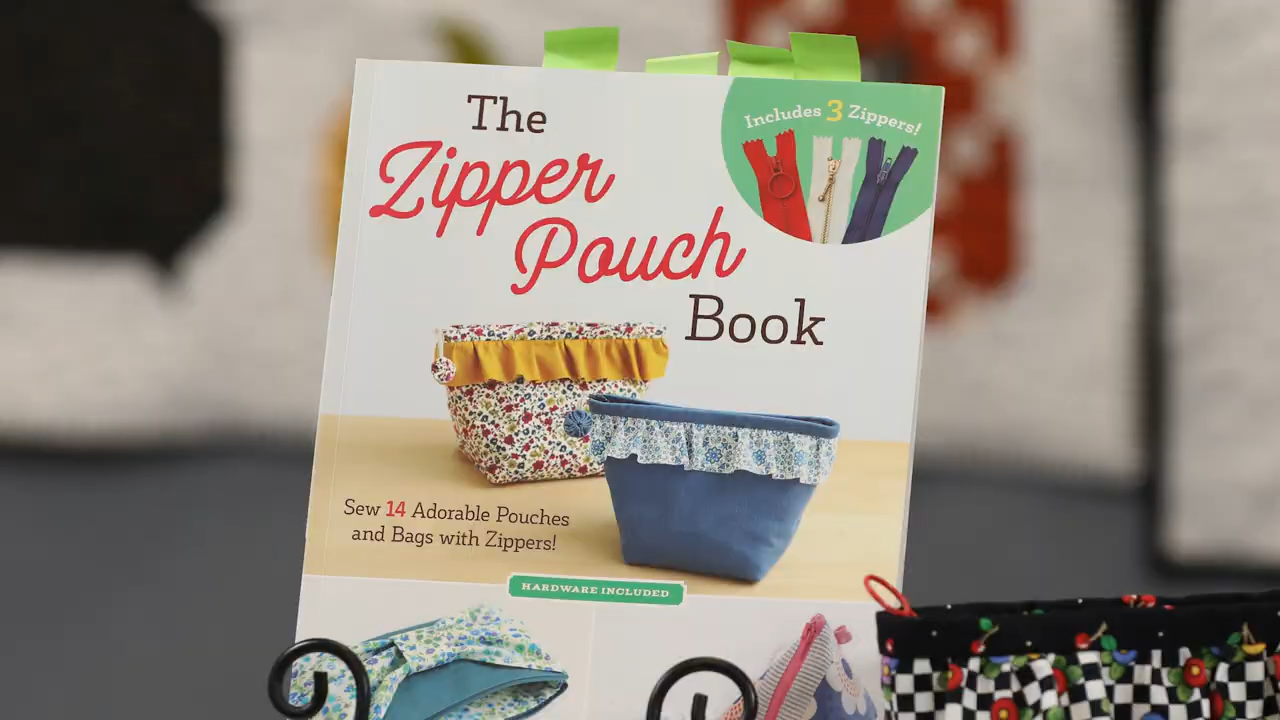 The
Zipper
Pouch
Book
Includes 3 Zippers!
Sew 14 Adorable Pouches
and Bags with Zippers!
HARDWARE INCLUDED